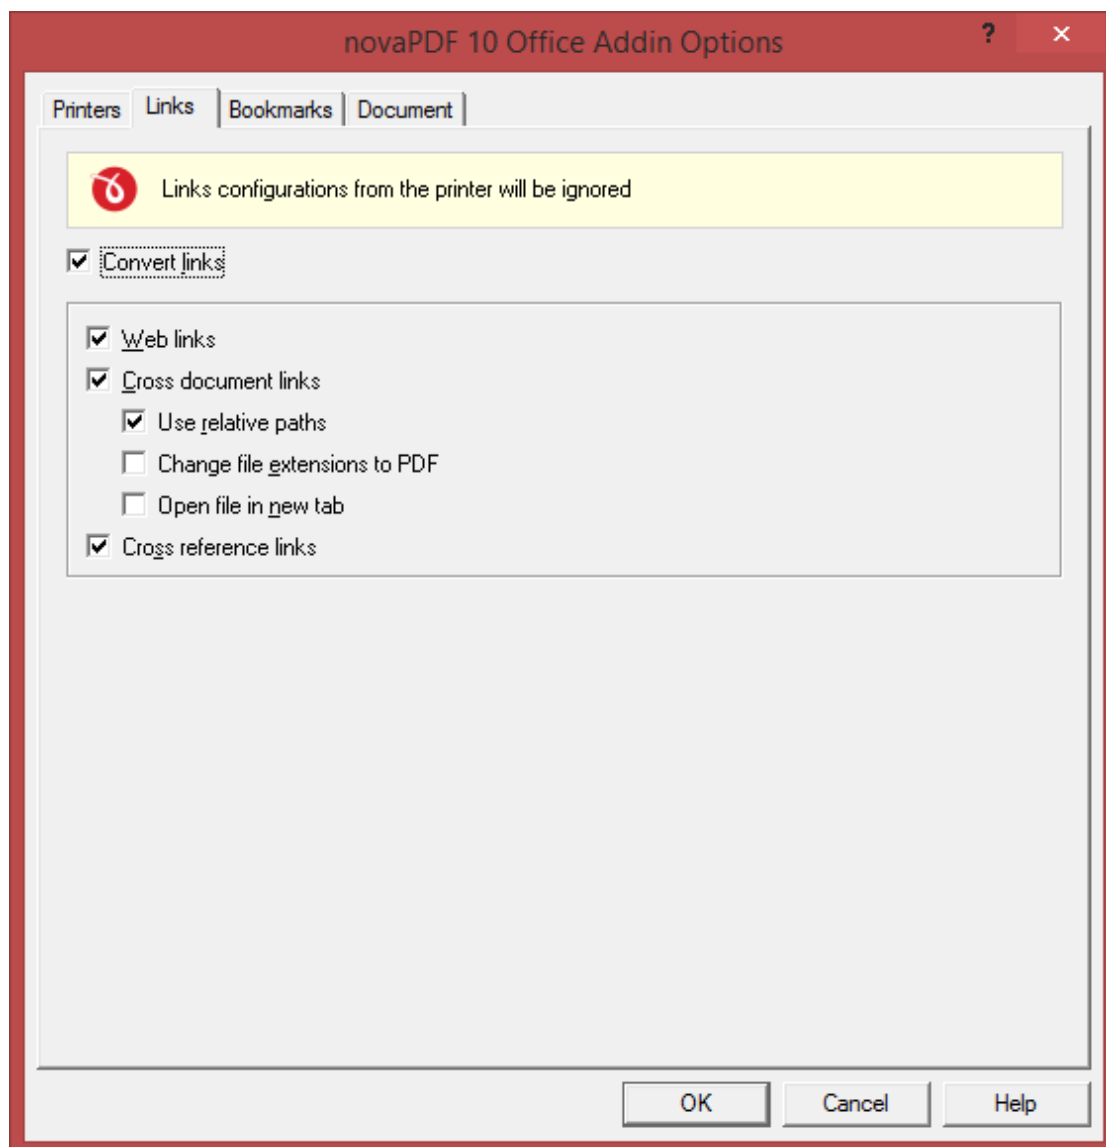 novaPDF 10 Office Addin Options
? ×
Printers Links Bookmarks Document
Links configurations from the printer will be ignored
Convert links
Web links
Cross document links
Use relative paths
Change file extensions to PDF
Open file in new tab
Cross reference links
OK Cancel Help